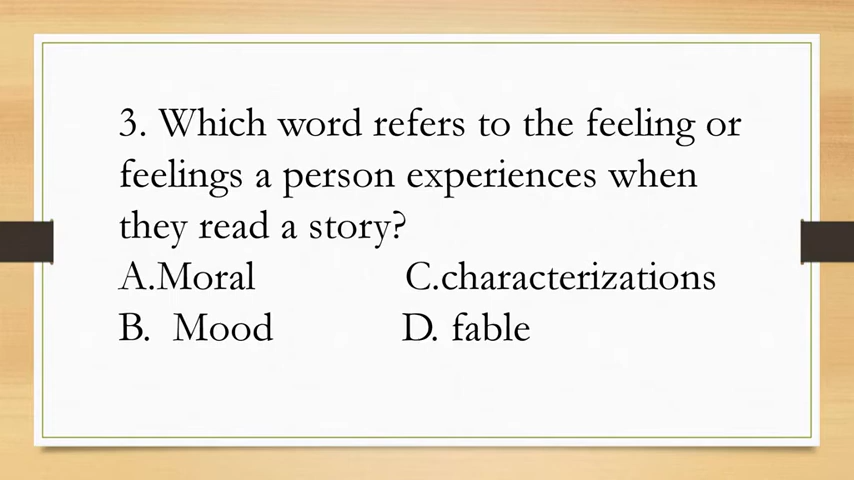 3. Which word refers to the feeling or
feelings a person experiences when
they read a story?
A.Moral C.characterizations
B. Mood D. fable